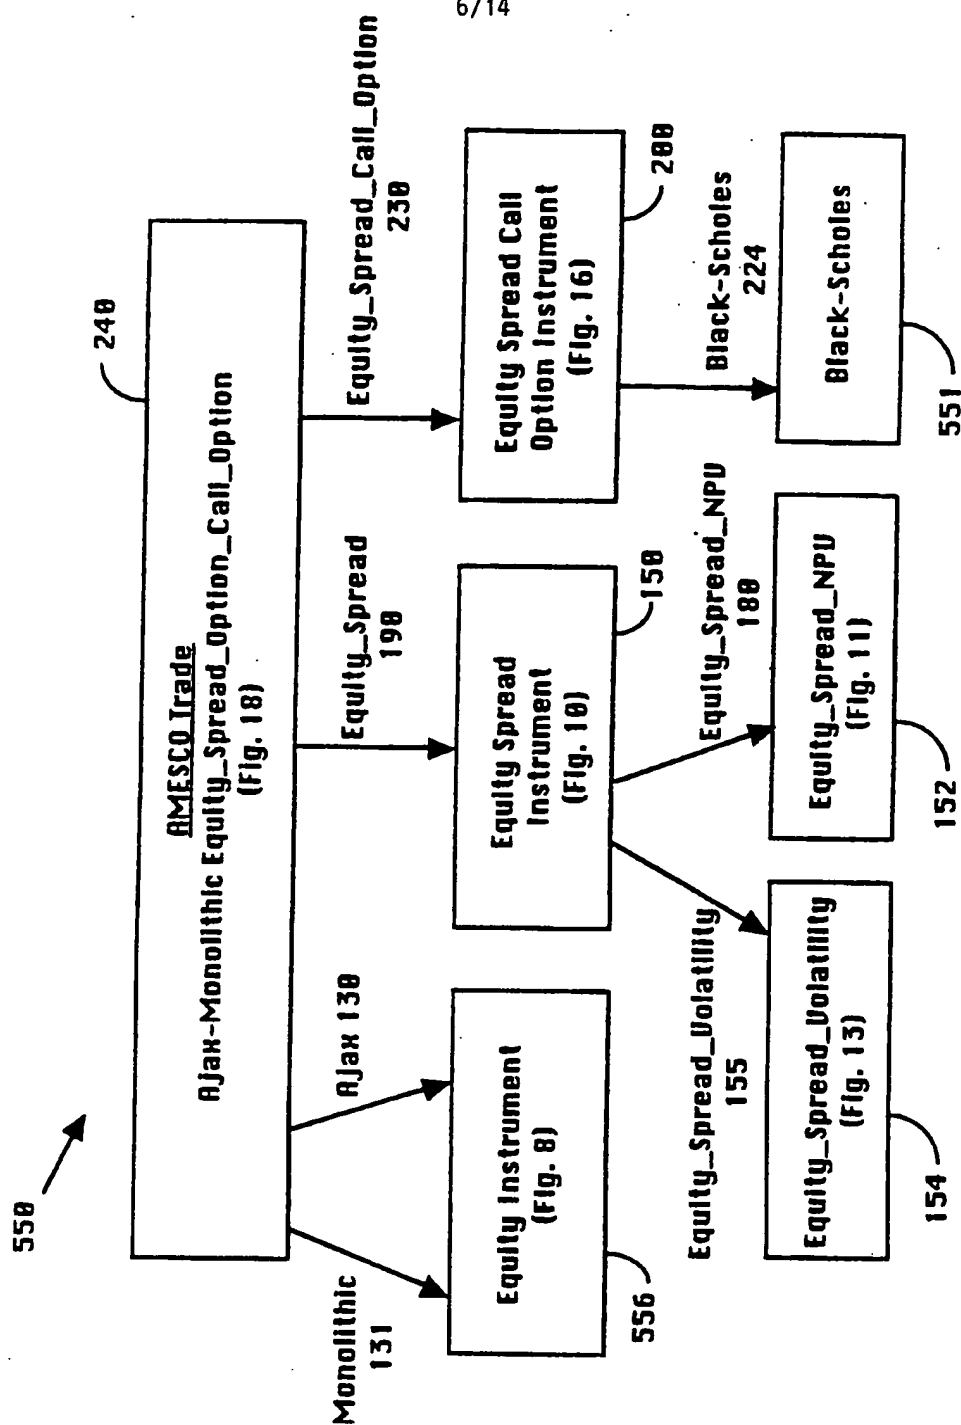 6/14
550
240
AMESCO Trade
Ajax-Monolithic Equity_Spread_Option_Call_Option
(Fig. 18)
Monolithic
131
Ajax 130
Equity_Spread
190
Equity_Spread_Call_Option
230
Equity Instrument
(Fig. 8)
556
Equity Spread
Instrument
(Fig. 10)
150
Equity Spread Call
Option Instrument
(Fig. 16)
200
Equity_Spread_Volatility
155
Equity_Spread_NPV
180
Black-Scholes
224
Equity_Spread_Volatility
(Fig. 13)
154
Equity_Spread_NPV
(Fig. 11)
152
Black-Scholes
551